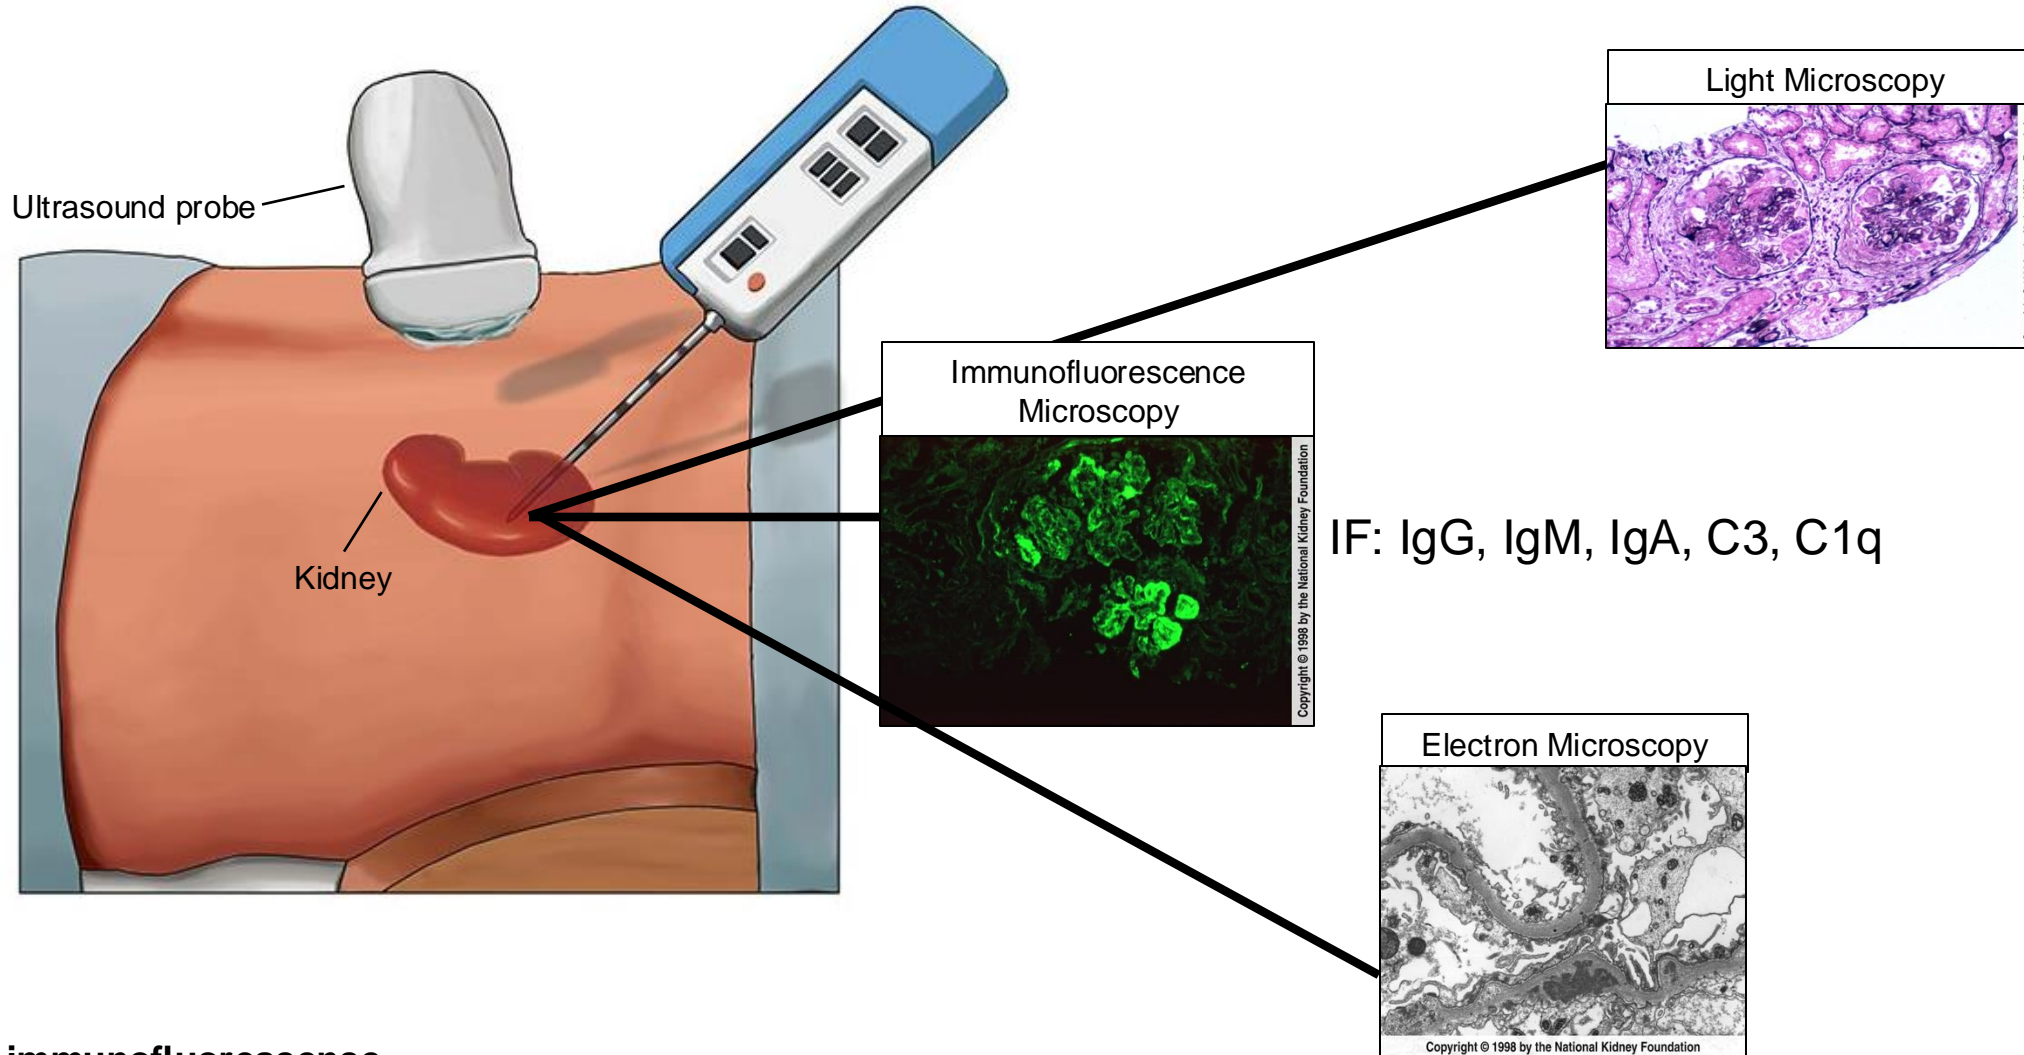 Light Microscopy
Ultrasound probe
Immunofluorescence
Microscopy
Copyright © 1998 by the National Kidney Foundation
IF: IgG, IgM, IgA, C3, C1q
Kidney
Electron Microscopy
Copyright © 1998 by the National Kidney Foundation
immunofluorescence